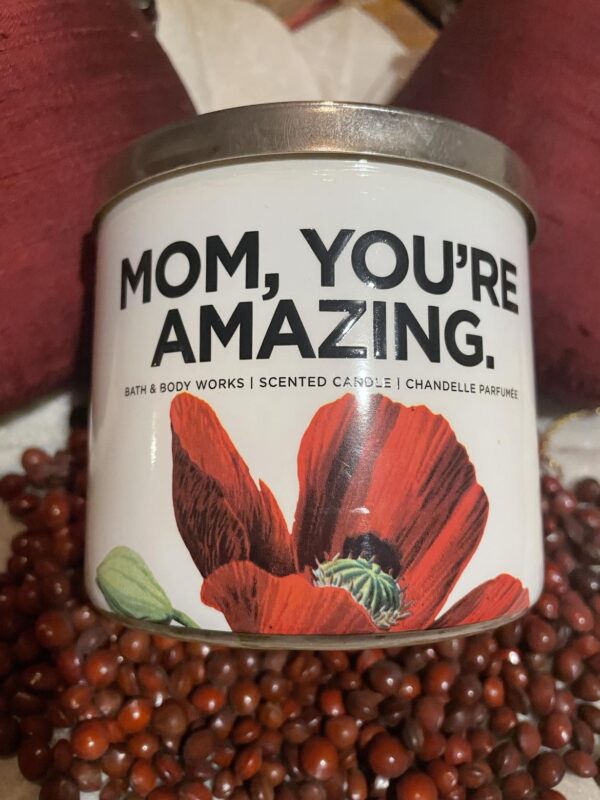 MOM, YOU'RE
AMAZING.
BATH & BODY WORKS | SCENTED CANDLE | CHANDELLE PARFUMÉE